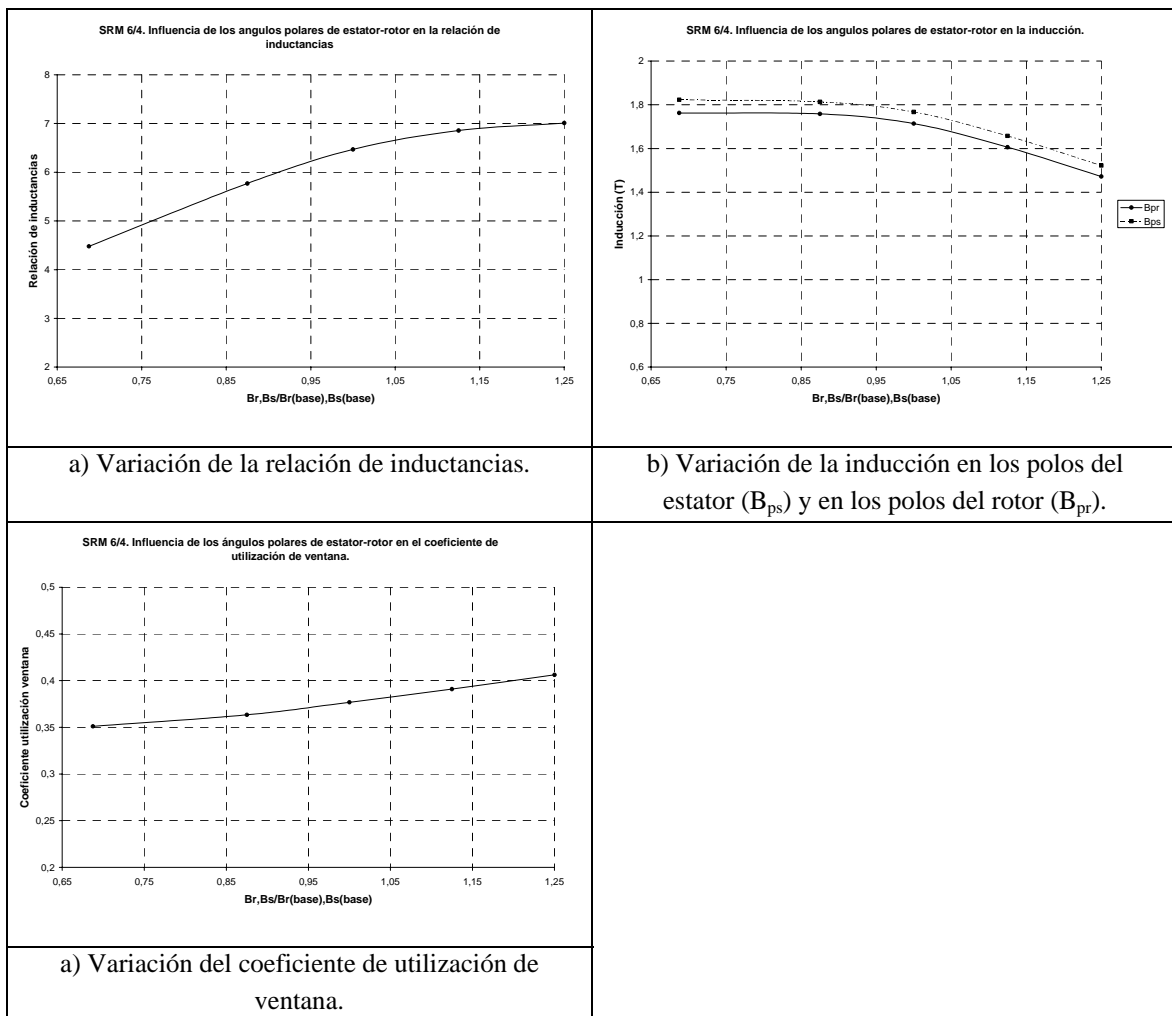 SRM 6/4. Influencia de los angulos polares de estator-rotor en la relación de
inductancias
8
7
6
5
4
3
2
Relación de inductancias
0,65 0,75 0,85 0,95 1,05 1,15 1,25
Br,Bs/Br(base),Bs(base)
a) Variación de la relación de inductancias.
SRM 6/4. Influencia de los angulos polares de estator-rotor en la inducción.
2
1,8
1,6
1,4
1,2
1
0,8
0,6
Inducción (T)
0,65 0,75 0,85 0,95 1,05 1,15 1,25
Br,Bs/Br(base),Bs(base)
Bpr
Bps
b) Variación de la inducción en los polos del
estator (Bps) y en los polos del rotor (Bpr).
SRM 6/4. Influencia de los ángulos polares de estator-rotor en el coeficiente de
utilización de ventana.
0,5
0,45
0,4
0,35
0,3
0,25
0,2
Coeficiente utilización ventana
0,65 0,75 0,85 0,95 1,05 1,15 1,25
Br,Bs/Br(base),Bs(base)
a) Variación del coeficiente de utilización de
ventana.